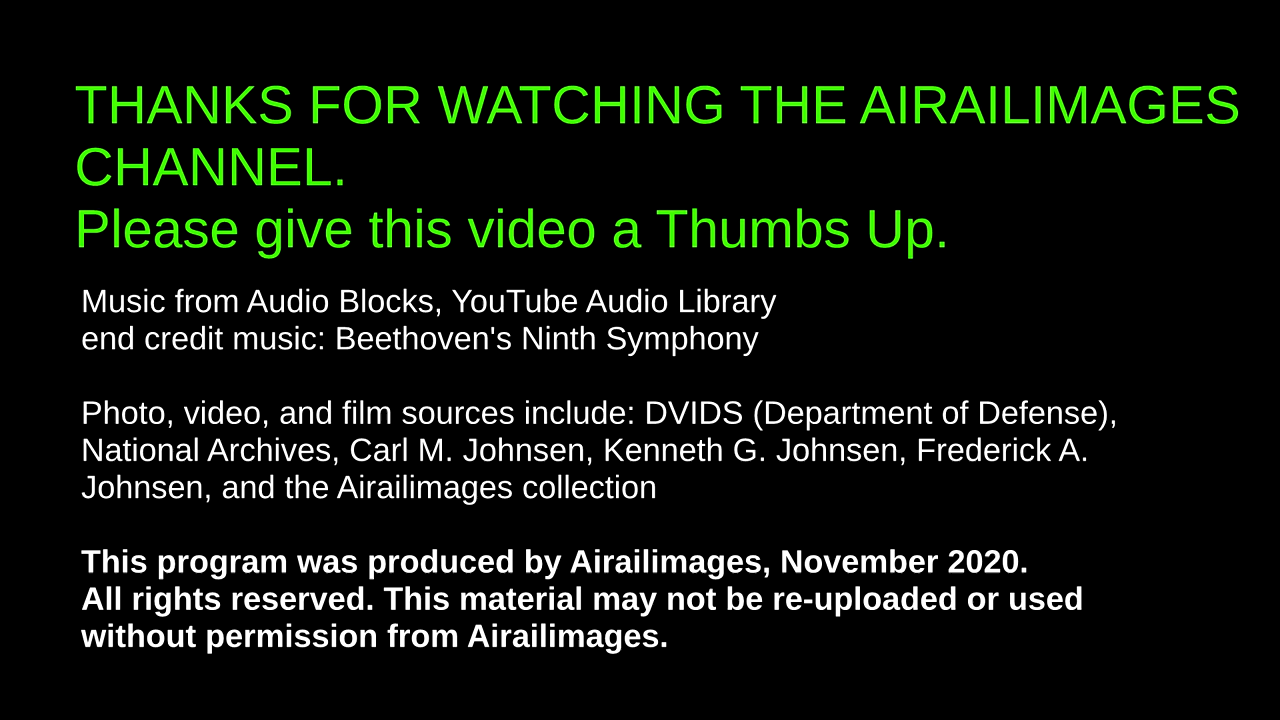 THANKS FOR WATCHING THE AIRAILIMAGES
CHANNEL.
Please give this video a Thumbs Up.
Music from Audio Blocks, YouTube Audio Library
end credit music: Beethoven's Ninth Symphony
Photo, video, and film sources include: DVIDS (Department of Defense),
National Archives, Carl M. Johnsen, Kenneth G. Johnsen, Frederick A.
Johnsen, and the Airailimages collection
This program was produced by Airailimages, November 2020.
All rights reserved. This material may not be re-uploaded or used
without permission from Airailimages.